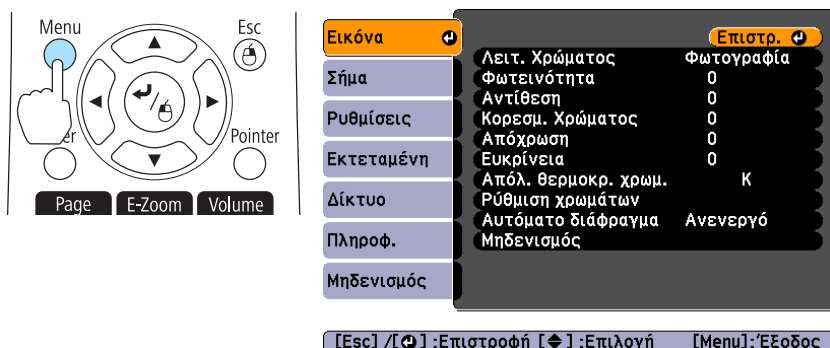 Menu
Esc
er
Pointer
Page E-Zoom Volume
Εικόνα
Σήμα
Ρυθμίσεις
Εκτεταμένη
Δίκτυο
Πληροφ.
Μηδενισμός
Επιστρ.
Λειτ. Χρώματος Φωτογραφία
Φωτεινότητα 0
Αντίθεση 0
Κορεσμ. Χρώματος 0
Απόχρωση 0
Ευκρίνεια 0
Απόλ. θερμοκρ. χρωμ. K
Ρύθμιση χρωμάτων
Αυτόματο διάφραγμα Ανενεργό
Μηδενισμός
[Esc] /[ ] :Επιστροφή [ ] :Επιλογή [Menu]:Έξοδος